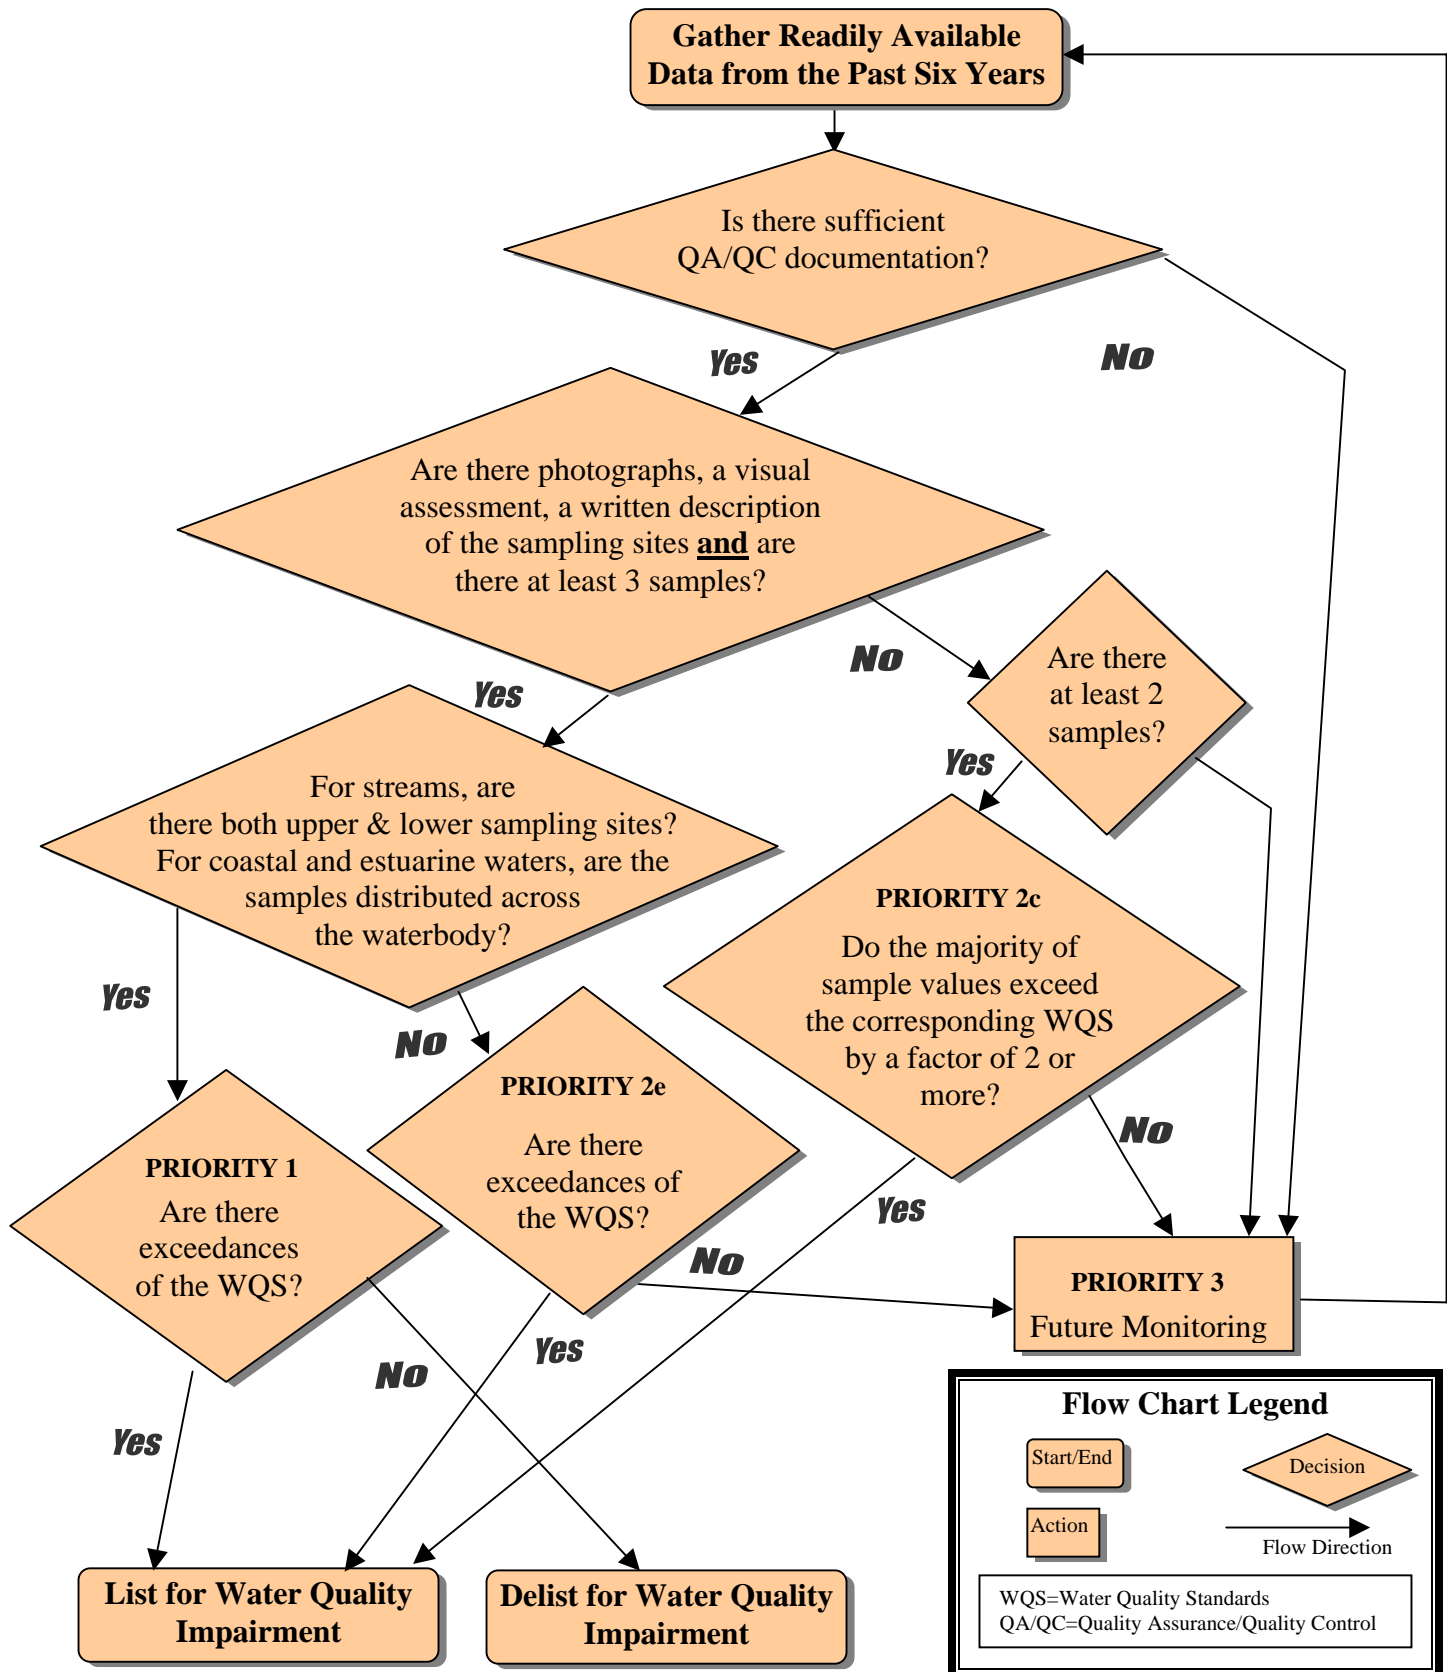 Gather Readily Available
Data from the Past Six Years
Is there sufficient
QA/QC documentation?
Yes
No
Are there photographs, a visual
assessment, a written description
of the sampling sites and are
there at least 3 samples?
No
Yes
Are there
at least 2
samples?
Yes
For streams, are
there both upper & lower sampling sites?
For coastal and estuarine waters, are the
samples distributed across
the waterbody?
Yes
No
PRIORITY 2c
Do the majority of
sample values exceed
the corresponding WQS
by a factor of 2 or
more?
No
Yes
PRIORITY 2e
Are there
exceedances of
the WQS?
No
Yes
PRIORITY 1
Are there
exceedances
of the WQS?
No
Yes
PRIORITY 3
Future Monitoring
List for Water Quality
Impairment
Delist for Water Quality
Impairment
Flow Chart Legend
Start/End
Decision
Action
Flow Direction
WQS=Water Quality Standards
QA/QC=Quality Assurance/Quality Control